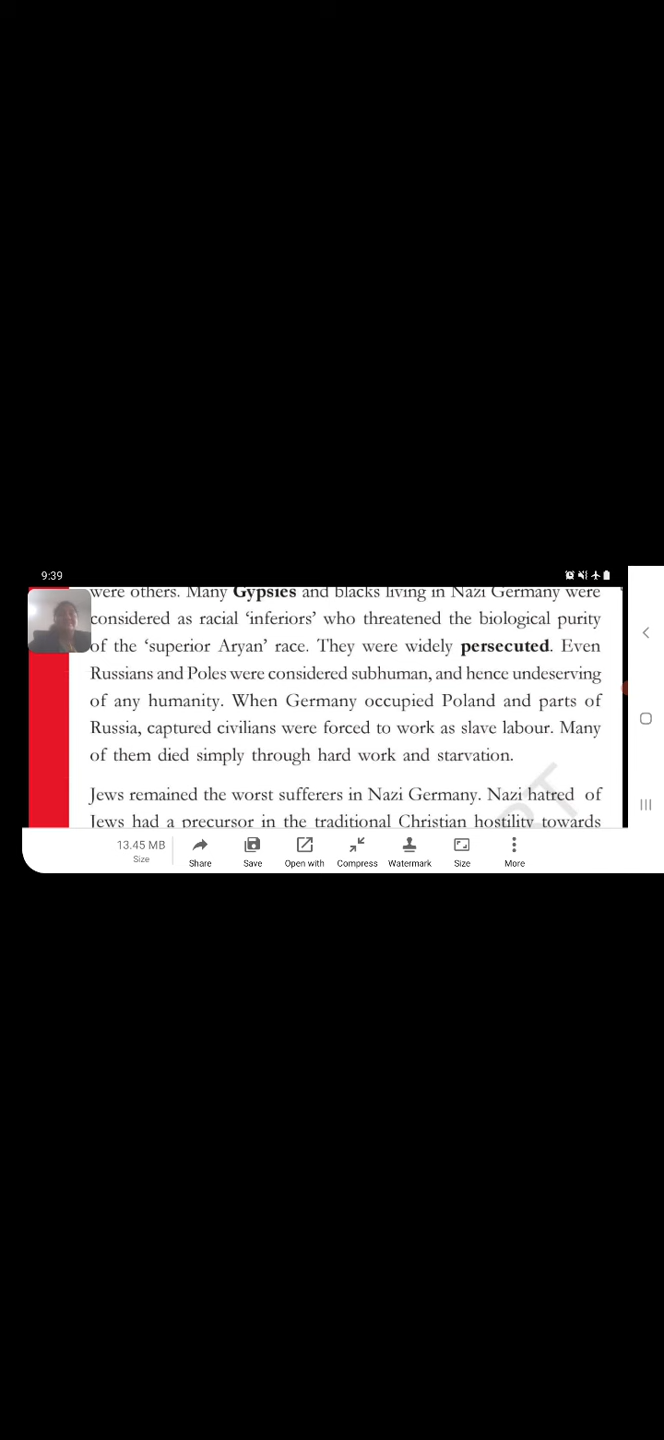 9:39
were others. Many Gypsies and blacks living in Nazi Germany were
considered as racial ‘inferiors’ who threatened the biological purity
of the ‘superior Aryan’ race. They were widely persecuted. Even
Russians and Poles were considered subhuman, and hence undeserving
of any humanity. When Germany occupied Poland and parts of
Russia, captured civilians were forced to work as slave labour. Many
of them died simply through hard work and starvation.
Jews remained the worst sufferers in Nazi Germany. Nazi hatred of
Jews had a precursor in the traditional Christian hostility towards
13.45 MB
Size
Share
Save
Open with
Compress
Watermark
Size
More